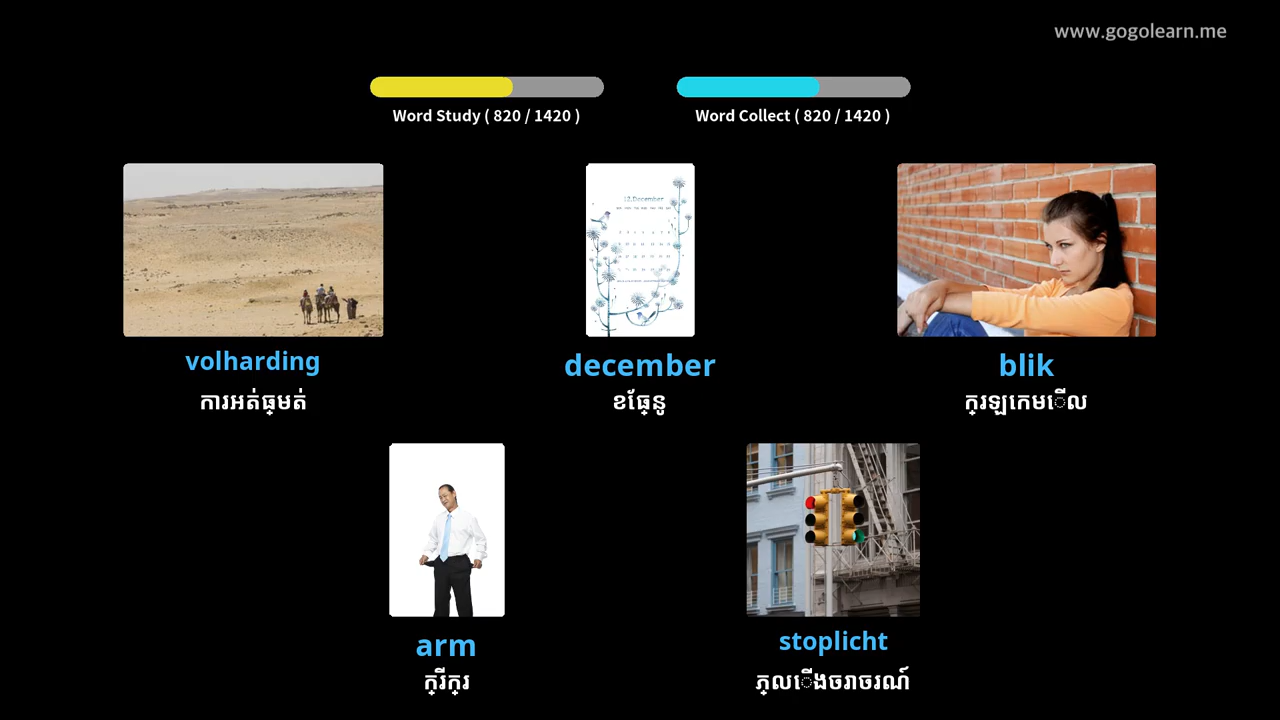 www.gogolearn.me
Word Study ( 820 / 1420 )
Word Collect ( 820 / 1420 )
12.December
volharding
ការអត់ធ្មត់
december
ខធ្នែូ
blik
ក្រឡេកមើល
arm
ក្រីក្រ
stoplicht
ភ្លើងចរាចរណ៍